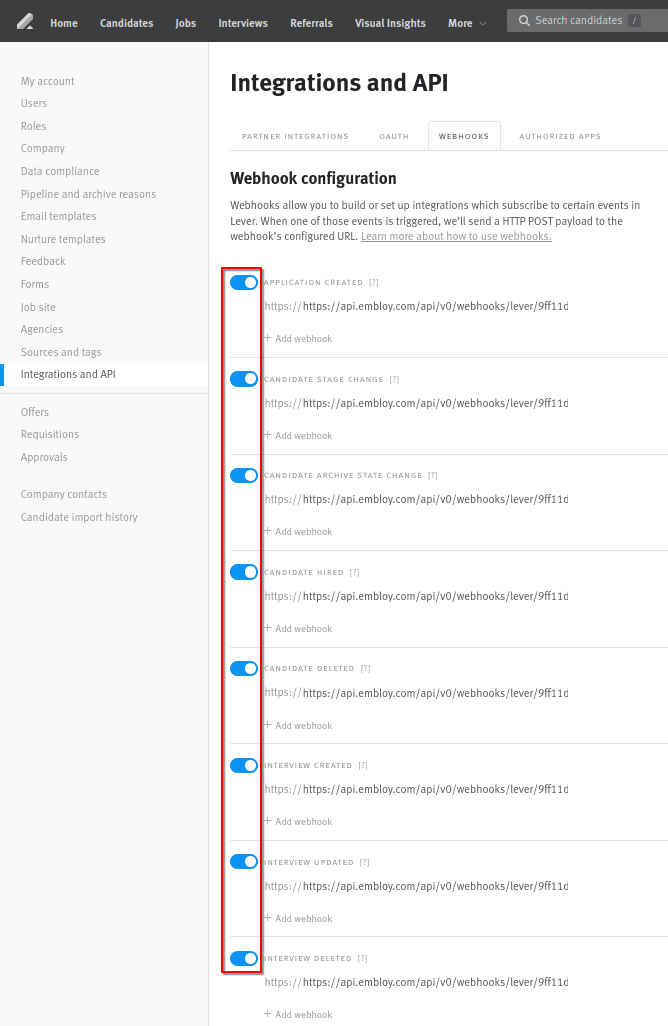 Home Candidates Jobs Interviews Referrals Visual Insights More Search candidates /
My account
Users
Roles
Company
Data compliance
Pipeline and archive reasons
Email templates
Nurture templates
Feedback
Forms
Job site
Agencies
Sources and tags
Integrations and API
Offers
Requisitions
Approvals
Company contacts
Candidate import history
Integrations and API
PARTNER INTEGRATIONS OAUTH WEBHOOKS AUTHORIZED APPS
Webhook configuration
Webhooks allow you to build or set up integrations which subscribe to certain events in
Lever. When one of those events is triggered, we'll send a HTTP POST payload to the
webhook's configured URL. Learn more about how to use webhooks.
APPLICATION CREATED [?]
https:// https://api.embloy.com/api/v0/webhooks/lever/9ff11d
+ Add webhook
CANDIDATE STAGE CHANGE [?]
https:// https://api.embloy.com/api/v0/webhooks/lever/9ff11d
+ Add webhook
CANDIDATE ARCHIVE STATE CHANGE [?]
https:// https://api.embloy.com/api/v0/webhooks/lever/9ff11d
+ Add webhook
CANDIDATE HIRED [?]
https:// https://api.embloy.com/api/v0/webhooks/lever/9ff11d
+ Add webhook
CANDIDATE DELETED [?]
https:// https://api.embloy.com/api/v0/webhooks/lever/9ff11d
+ Add webhook
INTERVIEW CREATED [?]
https:// https://api.embloy.com/api/v0/webhooks/lever/9ff11d
+ Add webhook
INTERVIEW UPDATED [?]
https:// https://api.embloy.com/api/v0/webhooks/lever/9ff11d
+ Add webhook
INTERVIEW DELETED [?]
https:// https://api.embloy.com/api/v0/webhooks/lever/9ff11d
+ Add webhook